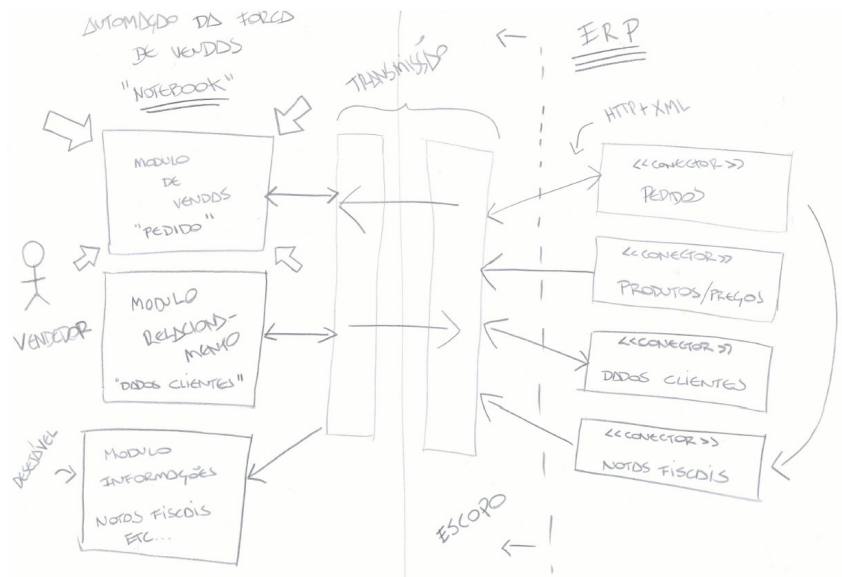 AUTOMAÇÃO DA FORÇA
DE VENDAS
"NOTEBOOK"
TRANSMISSÃO
ERP
HTTP+XML
MODULO
DE
VENDAS
"PEDIDO"
VENDEDOR
MODULO
RELACIONA-
MENTO
"DADOS CLIENTES"
DESEJÁVEL
MODULO
INFORMAÇÕES
NOTAS FISCAIS
ETC...
<<CONECTOR>>
PEDIDOS
<<CONECTOR>>
PRODUTOS/PREÇOS
<<CONECTOR>>
DADOS CLIENTES
<<CONECTOR>>
NOTAS FISCAIS
ESCOPO